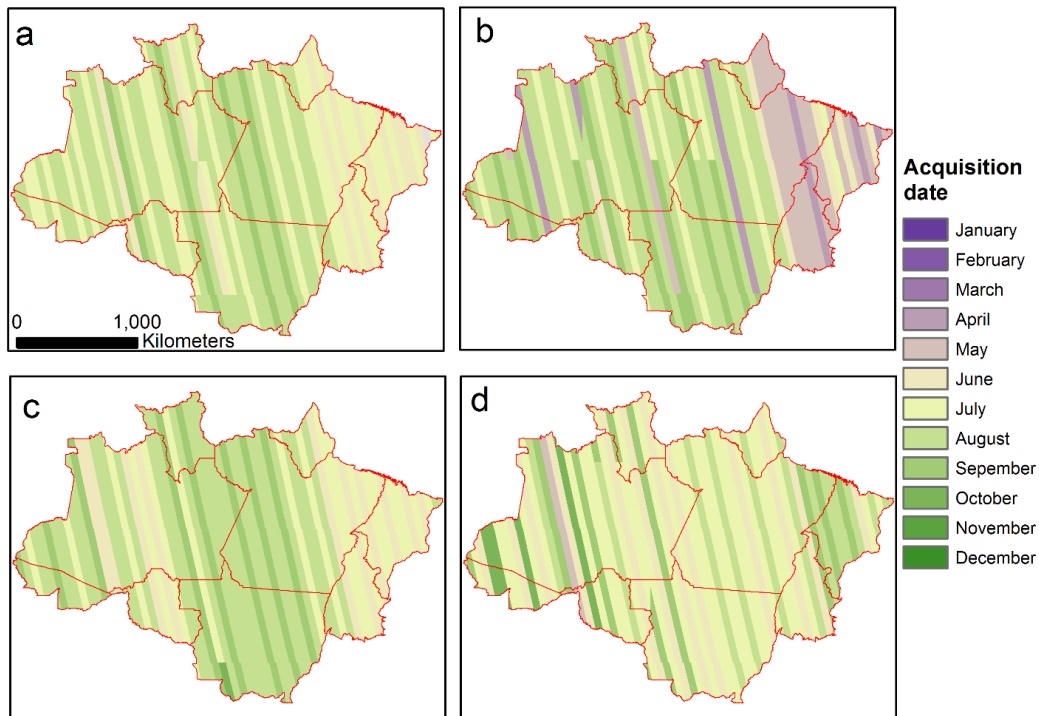 a
b
0 1,000
Kilometers
c
d
Acquisition
date
January
February
March
April
May
June
July
August
Sepember
October
November
December